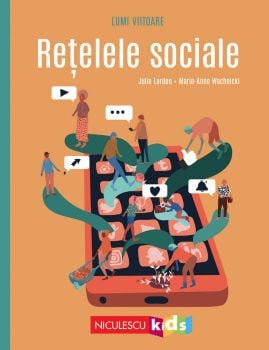 LUMI VIITOARE
Rețelele sociale
Julie Lardon • Marie-Anne Wachnicki
NICULESCU kids